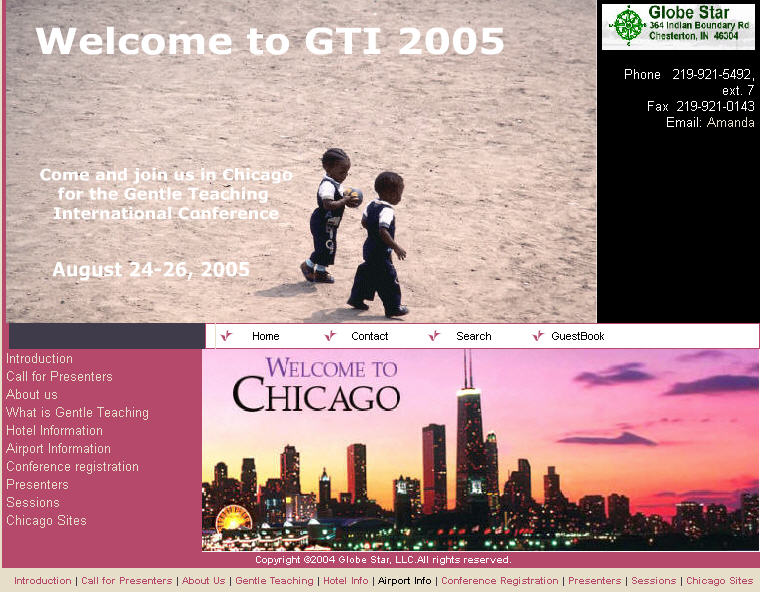 Welcome to GTI 2005
Come and join us in Chicago
for the Gentle Teaching
International Conference
August 24-26, 2005
Globe Star
364 Indian Boundary Rd
Chesterton, IN 46304
Phone 219-921-5492,
ext. 7
Fax 219-921-0143
Email: Amanda
Home Contact Search GuestBook
Introduction
Call for Presenters
About us
What is Gentle Teaching
Hotel Information
Airport Information
Conference registration
Presenters
Sessions
Chicago Sites
WELCOME TO
CHICAGO
Copyright ©2004 Globe Star, LLC.All rights reserved.
Introduction | Call for Presenters | About Us | Gentle Teaching | Hotel Info | Airport Info | Conference Registration | Presenters | Sessions | Chicago Sites